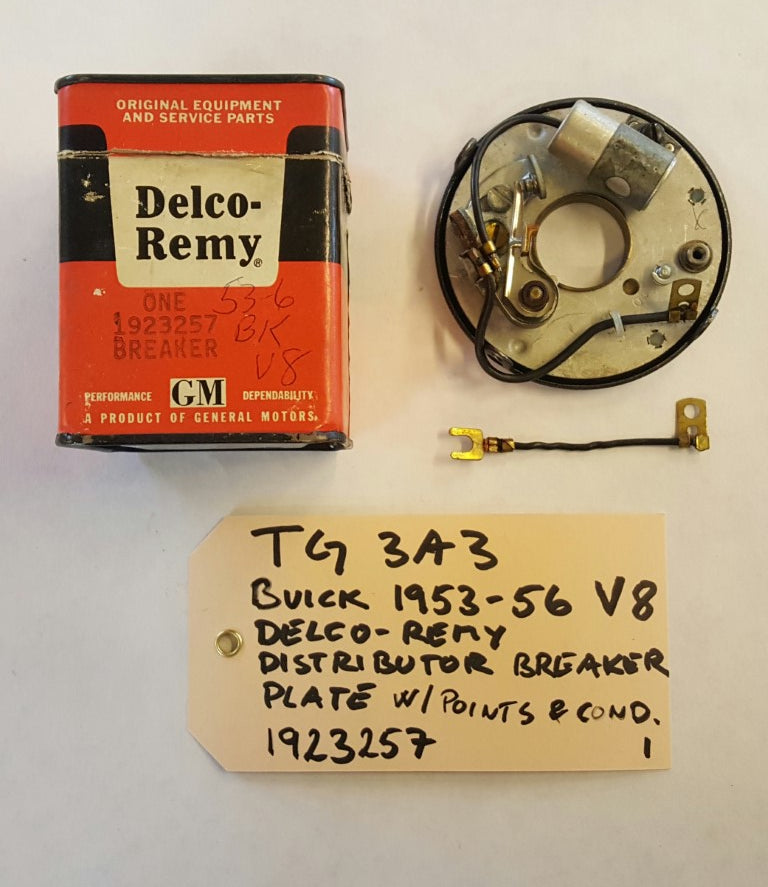 ORIGINAL EQUIPMENT
AND SERVICE PARTS
Delco-
Remy®
ONE
1923257
BREAKER
53-6
BK
V8
PERFORMANCE GM DEPENDABILITY
A PRODUCT OF GENERAL MOTORS
TG 3A3
BUICK 1953-56 V8
DELCO-REMY
DISTRIBUTOR BREAKER
PLATE W/ POINTS & COND.
1923257 1